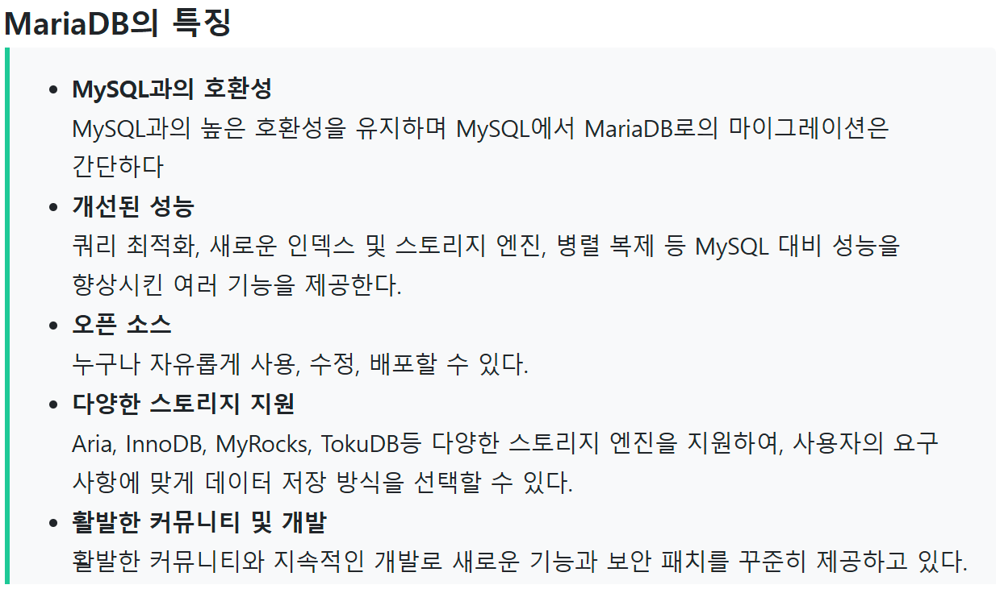 MariaDB의 특징
MySQL과의 호환성
MySQL과의 높은 호환성을 유지하며 MySQL에서 MariaDB로의 마이그레이션은
간단하다
개선된 성능
쿼리 최적화, 새로운 인덱스 및 스토리지 엔진, 병렬 복제 등 MySQL 대비 성능을
향상시킨 여러 기능을 제공한다.
오픈 소스
누구나 자유롭게 사용, 수정, 배포할 수 있다.
다양한 스토리지 지원
Aria, InnoDB, MyRocks, TokuDB등 다양한 스토리지 엔진을 지원하여, 사용자의 요구
사항에 맞게 데이터 저장 방식을 선택할 수 있다.
활발한 커뮤니티 및 개발
활발한 커뮤니티와 지속적인 개발로 새로운 기능과 보안 패치를 꾸준히 제공하고 있다.